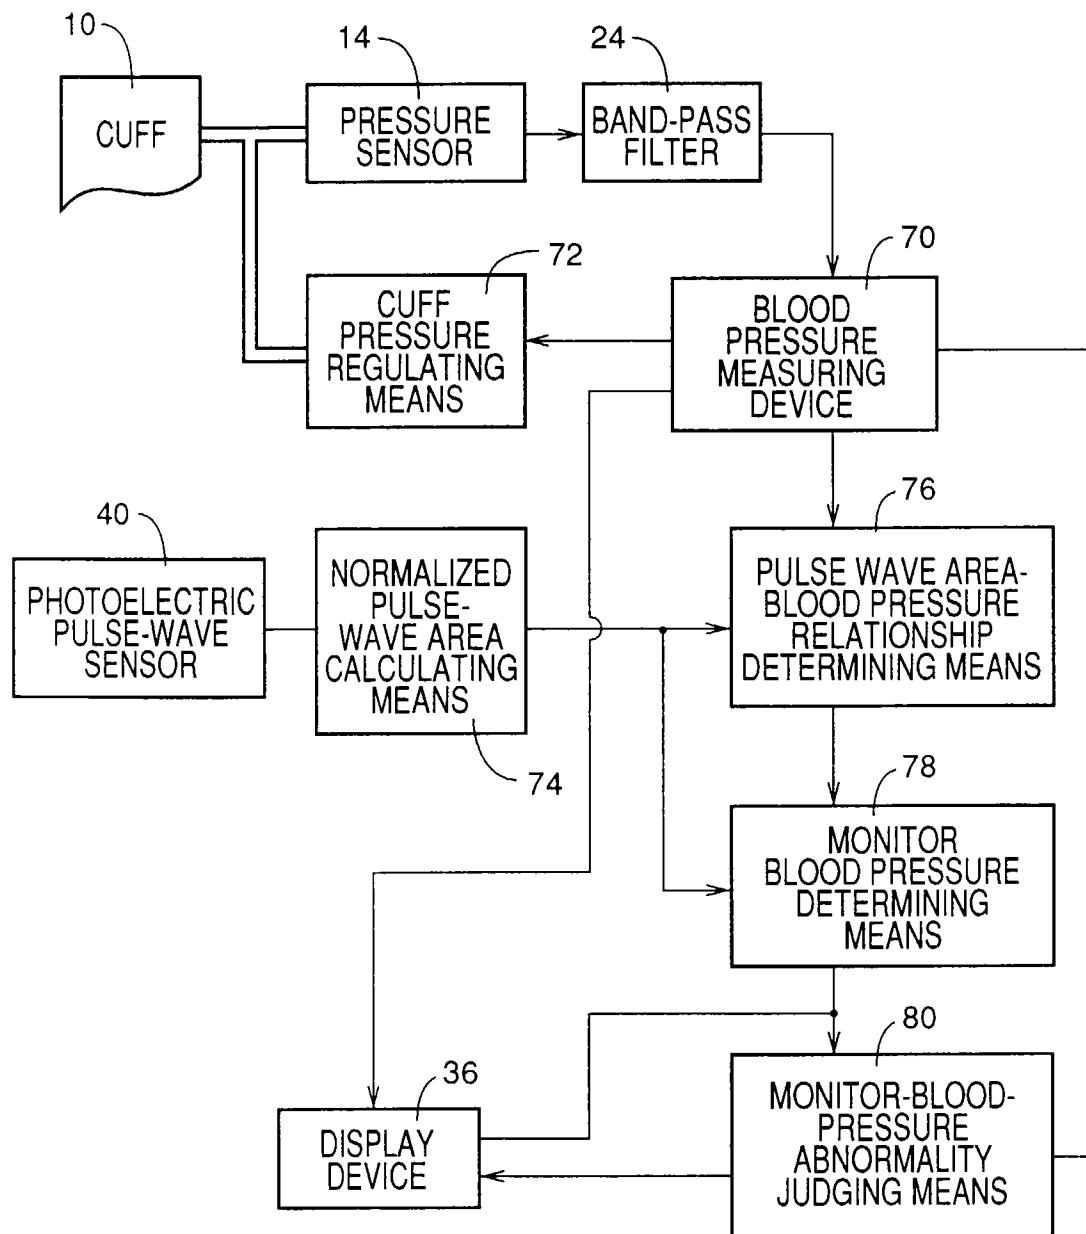 10
14
24
CUFF
PRESSURE
SENSOR
BAND-PASS
FILTER
72
70
CUFF
PRESSURE
REGULATING
MEANS
BLOOD
PRESSURE
MEASURING
DEVICE
40
76
PHOTOELECTRIC
PULSE-WAVE
SENSOR
NORMALIZED
PULSE-
WAVE AREA
CALCULATING
MEANS
PULSE WAVE AREA-
BLOOD PRESSURE
RELATIONSHIP
DETERMINING MEANS
74
78
MONITOR
BLOOD PRESSURE
DETERMINING
MEANS
36
80
DISPLAY
DEVICE
MONITOR-BLOOD-
PRESSURE
ABNORMALITY
JUDGING MEANS